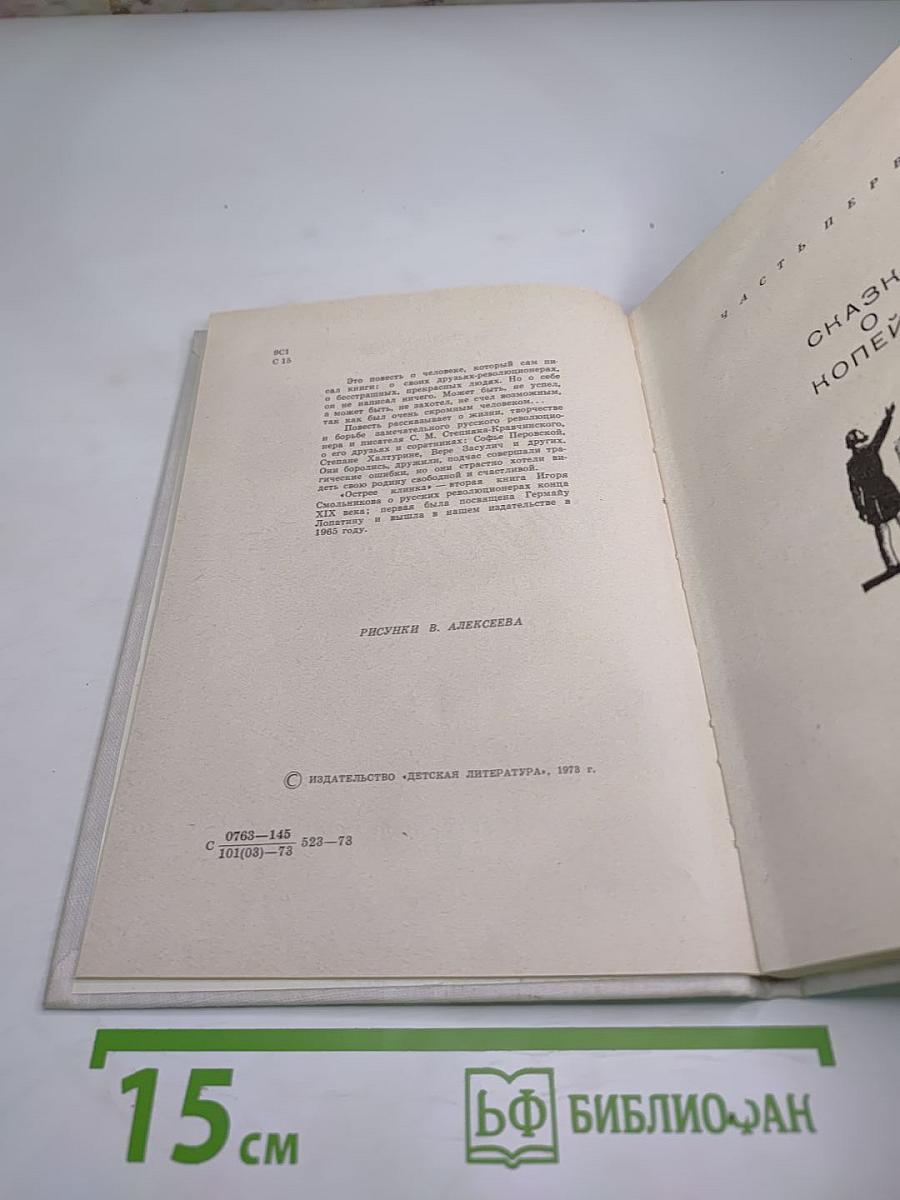 9С1
С 15
Это повесть о человеке, который сам пи-
сал книги: о своих друзьях-революционерах,
о бесстрашных, прекрасных людях. Но о себе
он не написал ничего. Может быть, не успел,
а может быть, не захотел, не счел возможным,
так как был очень скромным человеком...
Повесть рассказывает о жизни, творчестве
и борьбе замечательного русского революцио-
нера и писателя С. М. Степняка-Кравчинского,
о его друзьях и соратниках: Софье Перовской,
Степане Халтурине, Вере Засулич и других.
Они боролись, дружили, подчас совершали тра-
гические ошибки, но они страстно хотели ви-
деть свою родину свободной и счастливой.
«Острее клинка» — вторая книга Игоря
Смольникова о русских революционерах конца
XIX века; первая была посвящена Герману
Лопатину и вышла в нашем издательстве в
1965 году.
РИСУНКИ В. АЛЕКСЕЕВА
© ИЗДАТЕЛЬСТВО «ДЕТСКАЯ ЛИТЕРАТУРА», 1973 г.
С 0763—145
101(03)—73 523—73
ЧАСТЬ ПЕРВ
СКАЗК
О
КОПЕЙ
15 см
БФ БИБЛИОФАН